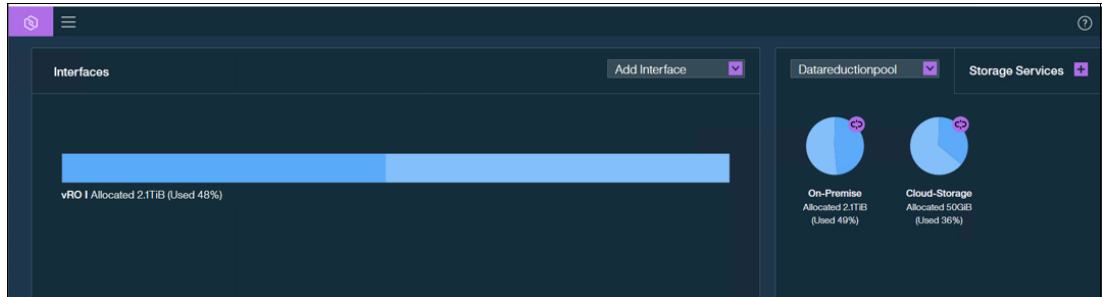 Interfaces
Add Interface
Datareductionpool
Storage Services
vRO | Allocated 2.1TiB (Used 48%)
On-Premise
Allocated 2.1TiB
(Used 49%)
Cloud-Storage
Allocated 50GiB
(Used 36%)